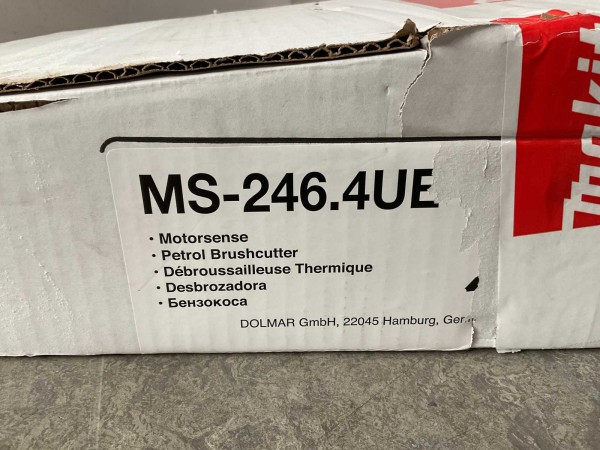 MS-246.4UE
· Motorsense
· Petrol Brushcutter
· Débroussailleuse Thermique
· Desbrozadora
· Бензокоса
DOLMAR GmbH, 22045 Hamburg,